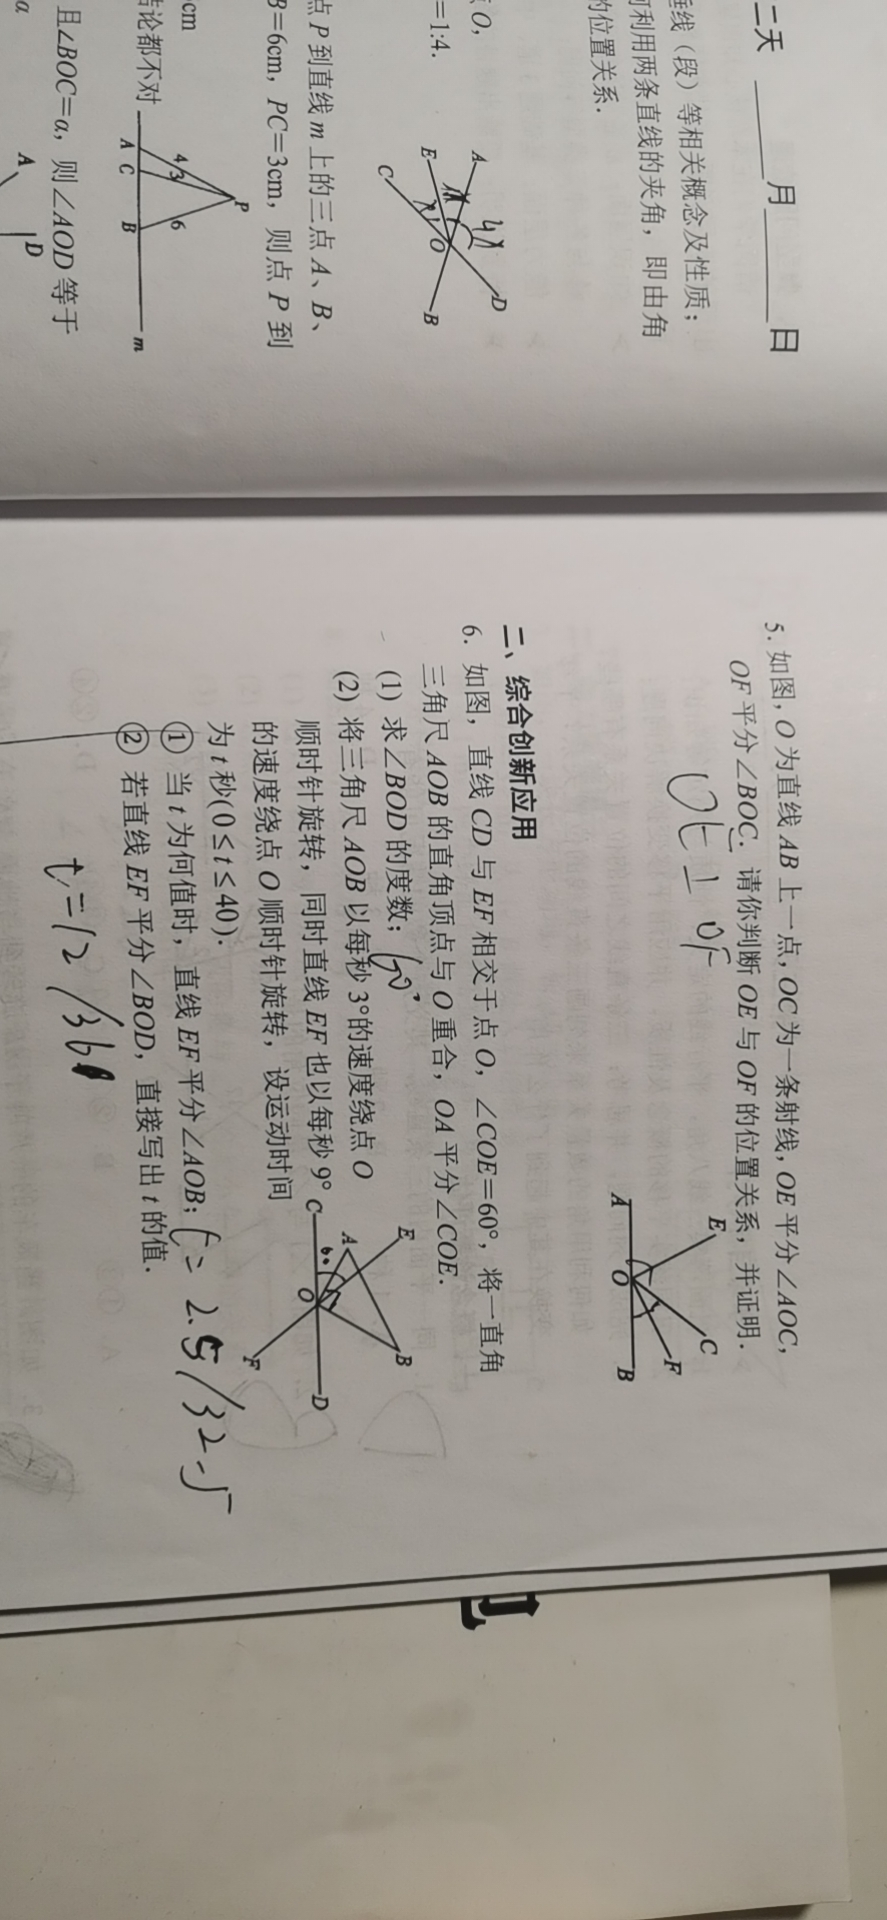 二天 ___月___日
垂线（段）等相关概念及性质；
利用两条直线的夹角，即由角
的位置关系．
O，
=1:4．
A
E
C
O
D
B
4x
x
点 P 到直线 m 上的三点 A、B、
B=6cm，PC=3cm，则点 P 到
cm
结论都不对
P
4
3
6
A C B m
且∠BOC=α，则∠AOD 等于
α
A
D
5. 如图，O 为直线 AB 上一点，OC 为一条射线，OE 平分∠AOC，
OF 平分∠BOC．请你判断 OE 与 OF 的位置关系，并证明．
OE⊥OF
E
C
F
A O B
二、综合创新应用
6. 如图，直线 CD 与 EF 相交于点 O，∠COE=60°，将一直角
三角尺 AOB 的直角顶点与 O 重合，OA 平分∠COE．
(1) 求∠BOD 的度数；60°
(2) 将三角尺 AOB 以每秒 3°的速度绕点 O
顺时针旋转，同时直线 EF 也以每秒 9°
的速度绕点 O 顺时针旋转，设运动时间
为 t 秒(0≤t≤40)．
① 当 t 为何值时，直线 EF 平分∠AOB；t=2.5/32.5
② 若直线 EF 平分∠BOD，直接写出 t 的值．
t=12/36
E
B
A
60
C O D
F